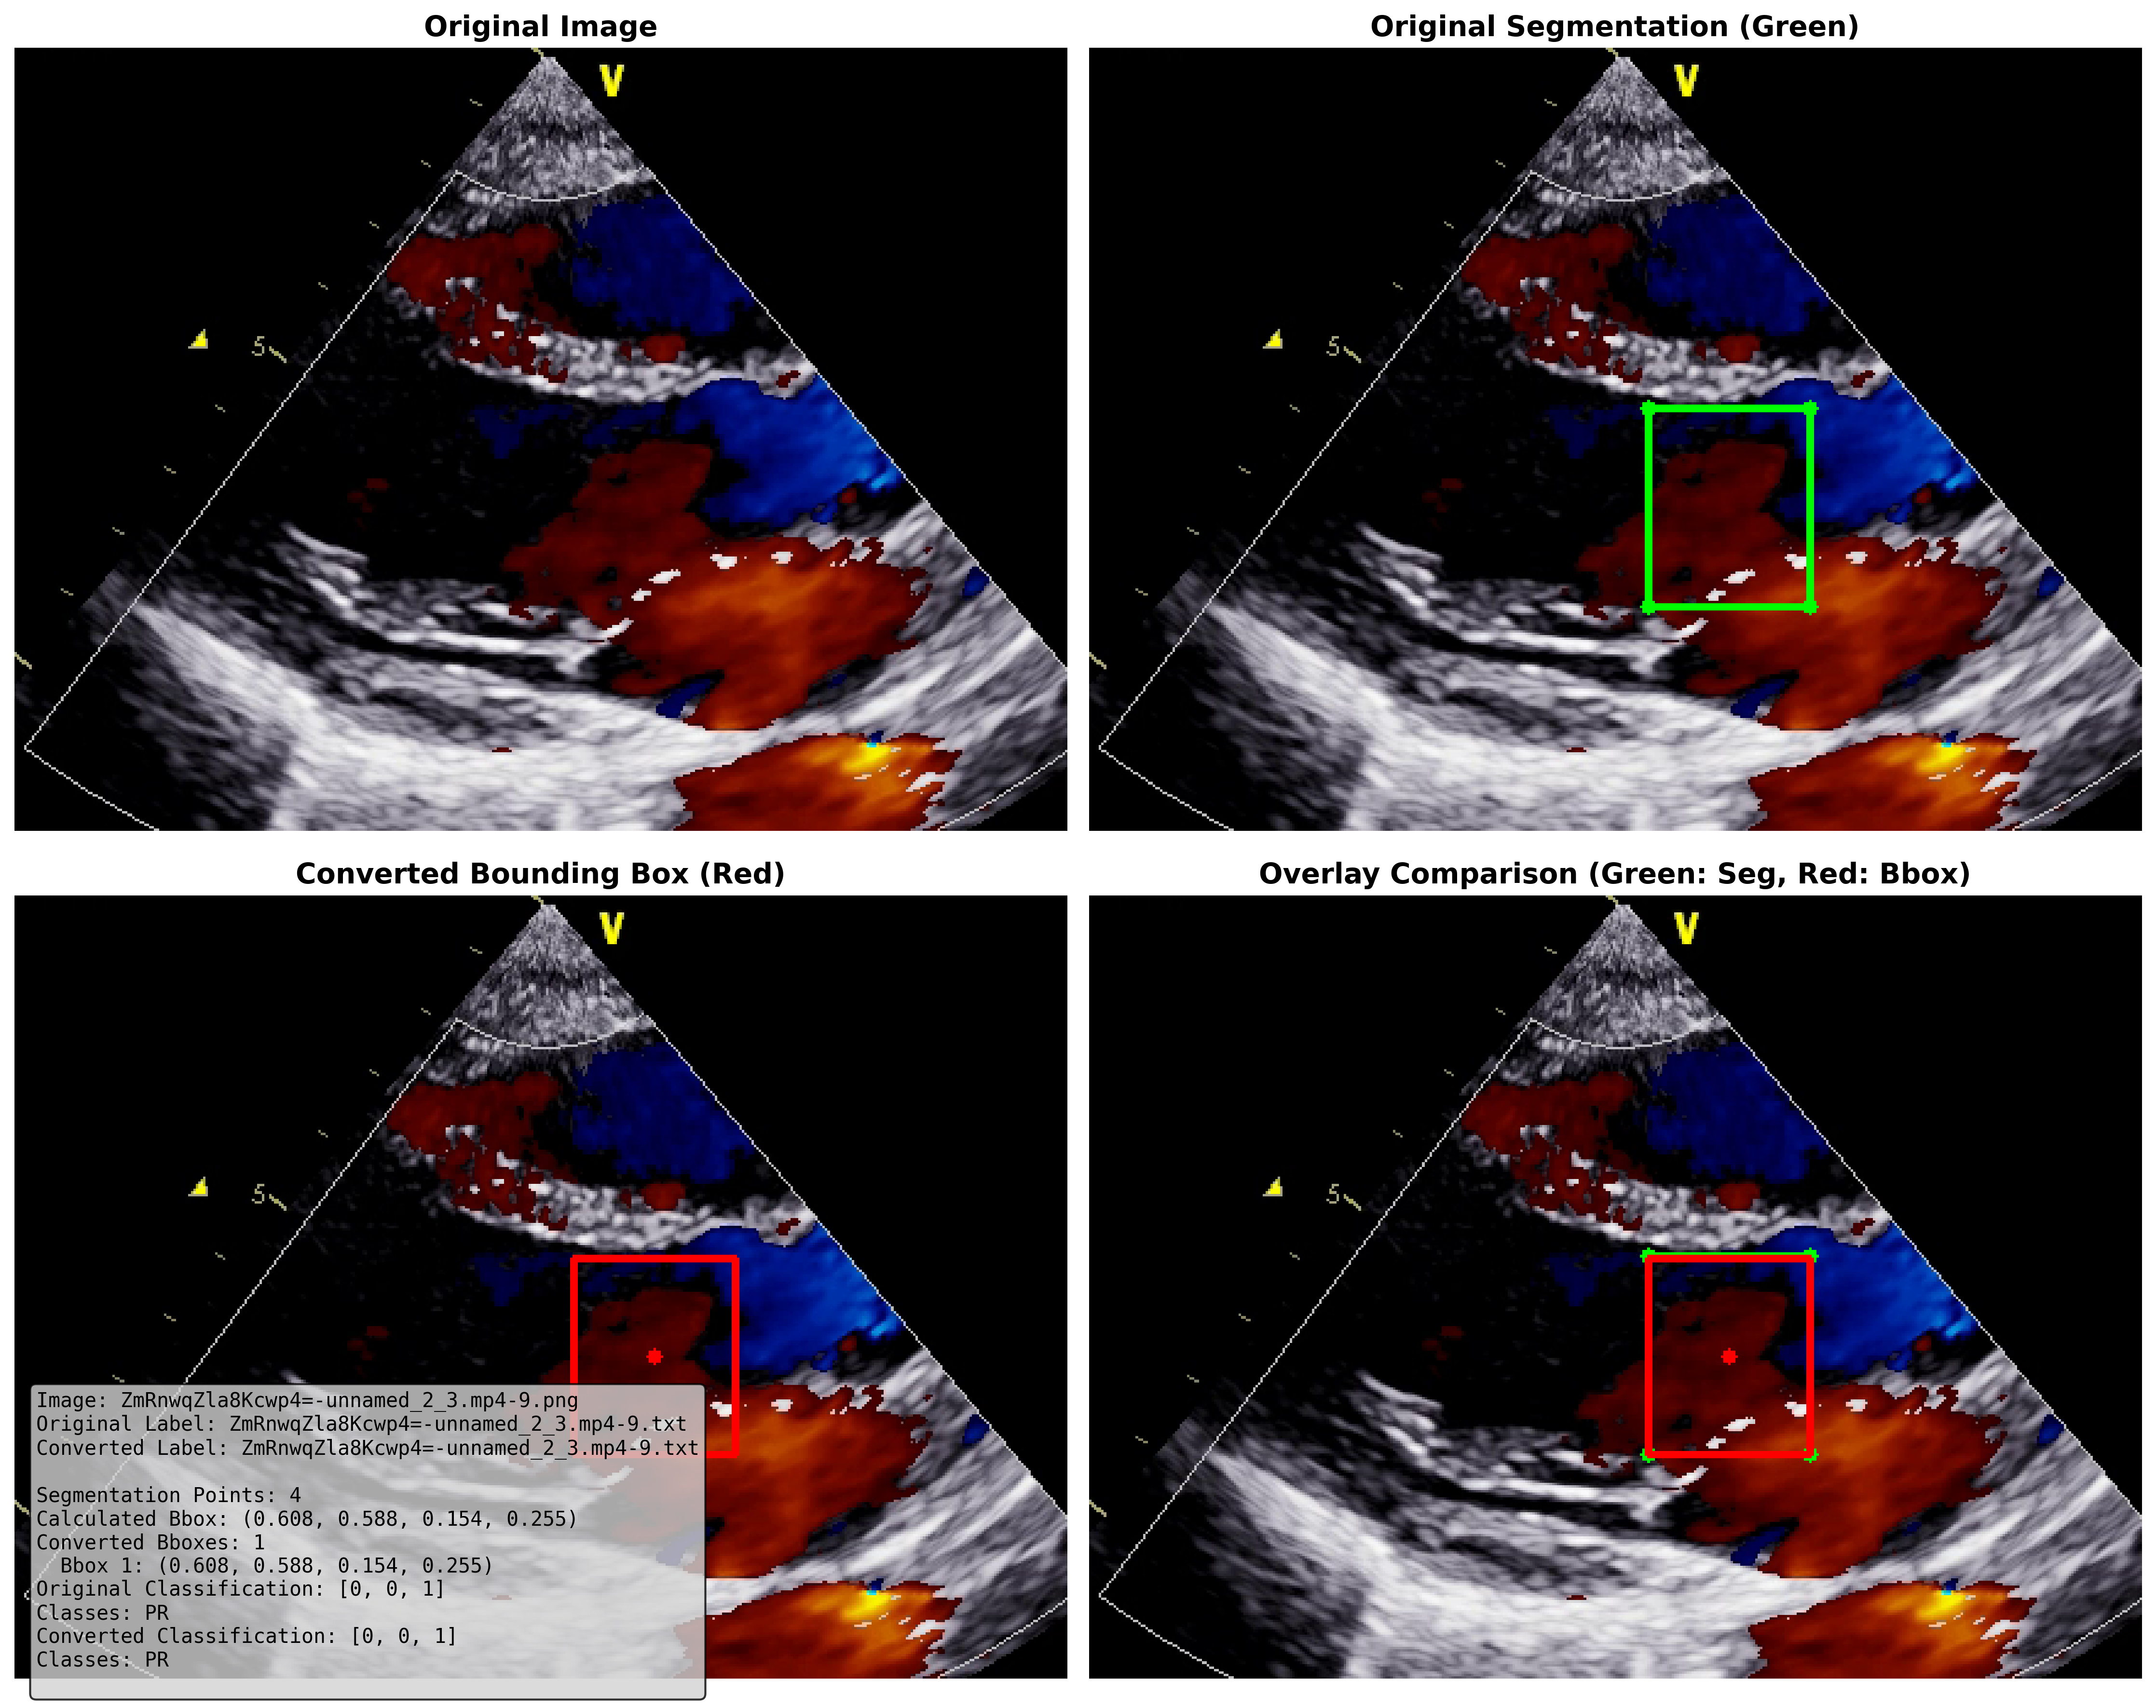 Original Image
Original Segmentation (Green)
V
5
V
5
Converted Bounding Box (Red)
Overlay Comparison (Green: Seg, Red: Bbox)
V
5
V
5
Image: ZmRnwqZla8Kcwp4=-unnamed_2_3.mp4-9.png
Original Label: ZmRnwqZla8Kcwp4=-unnamed_2_3.mp4-9.txt
Converted Label: ZmRnwqZla8Kcwp4=-unnamed_2_3.mp4-9.txt
Segmentation Points: 4
Calculated Bbox: (0.608, 0.588, 0.154, 0.255)
Converted Bboxes: 1
Bbox 1: (0.608, 0.588, 0.154, 0.255)
Original Classification: [0, 0, 1]
Classes: PR
Converted Classification: [0, 0, 1]
Classes: PR